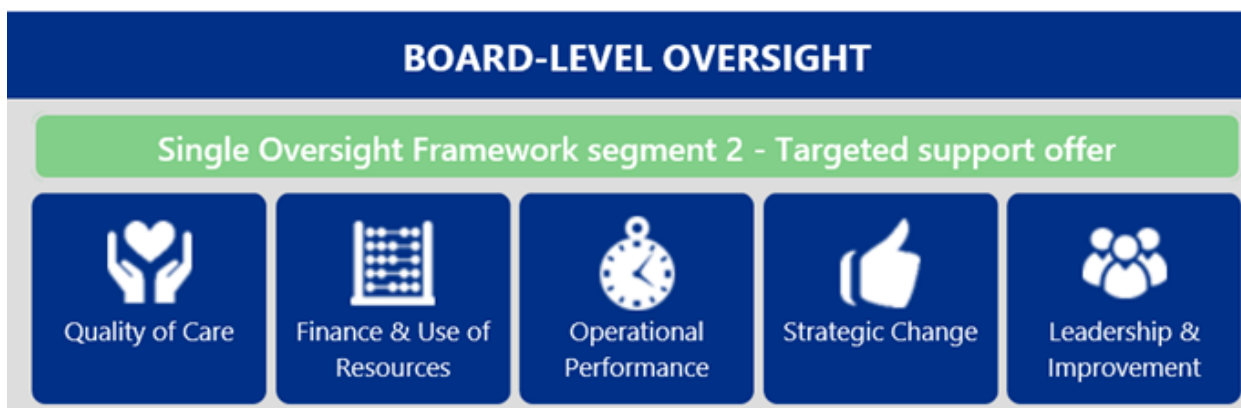 BOARD-LEVEL OVERSIGHT
Single Oversight Framework segment 2 - Targeted support offer
Quality of Care
Finance & Use of
Resources
Operational
Performance
Strategic Change
Leadership &
Improvement